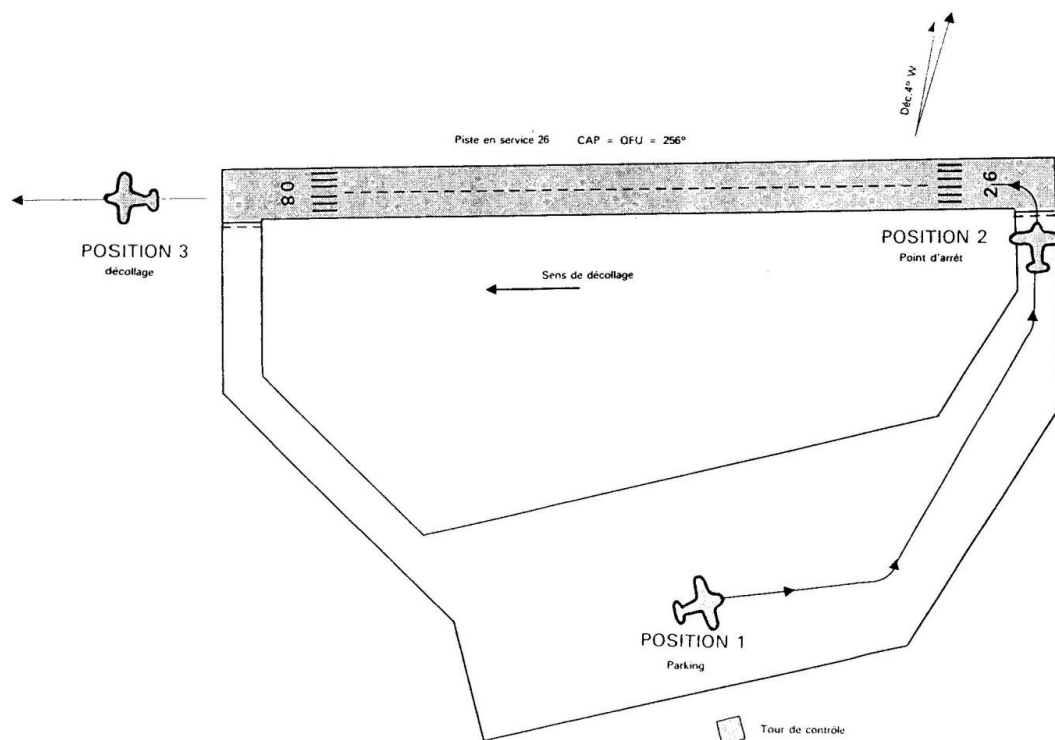 Déc. 4° W
Piste en service 26 CAP = QFU = 256°
08
26
POSITION 3
décollage
POSITION 2
Point d'arrêt
Sens de décollage
POSITION 1
Parking
Tour de contrôle